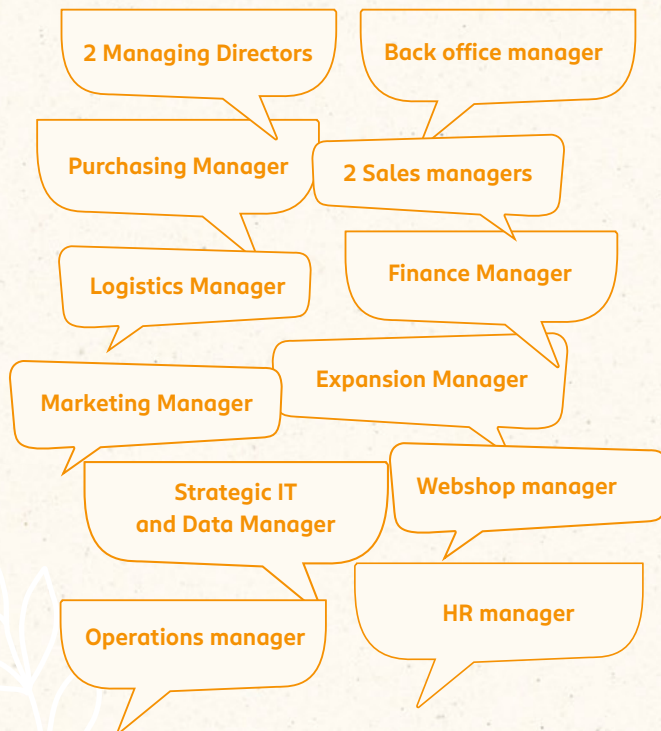 2 Managing Directors
Back office manager
Purchasing Manager
2 Sales managers
Logistics Manager
Finance Manager
Marketing Manager
Expansion Manager
Strategic IT
and Data Manager
Webshop manager
Operations manager
HR manager